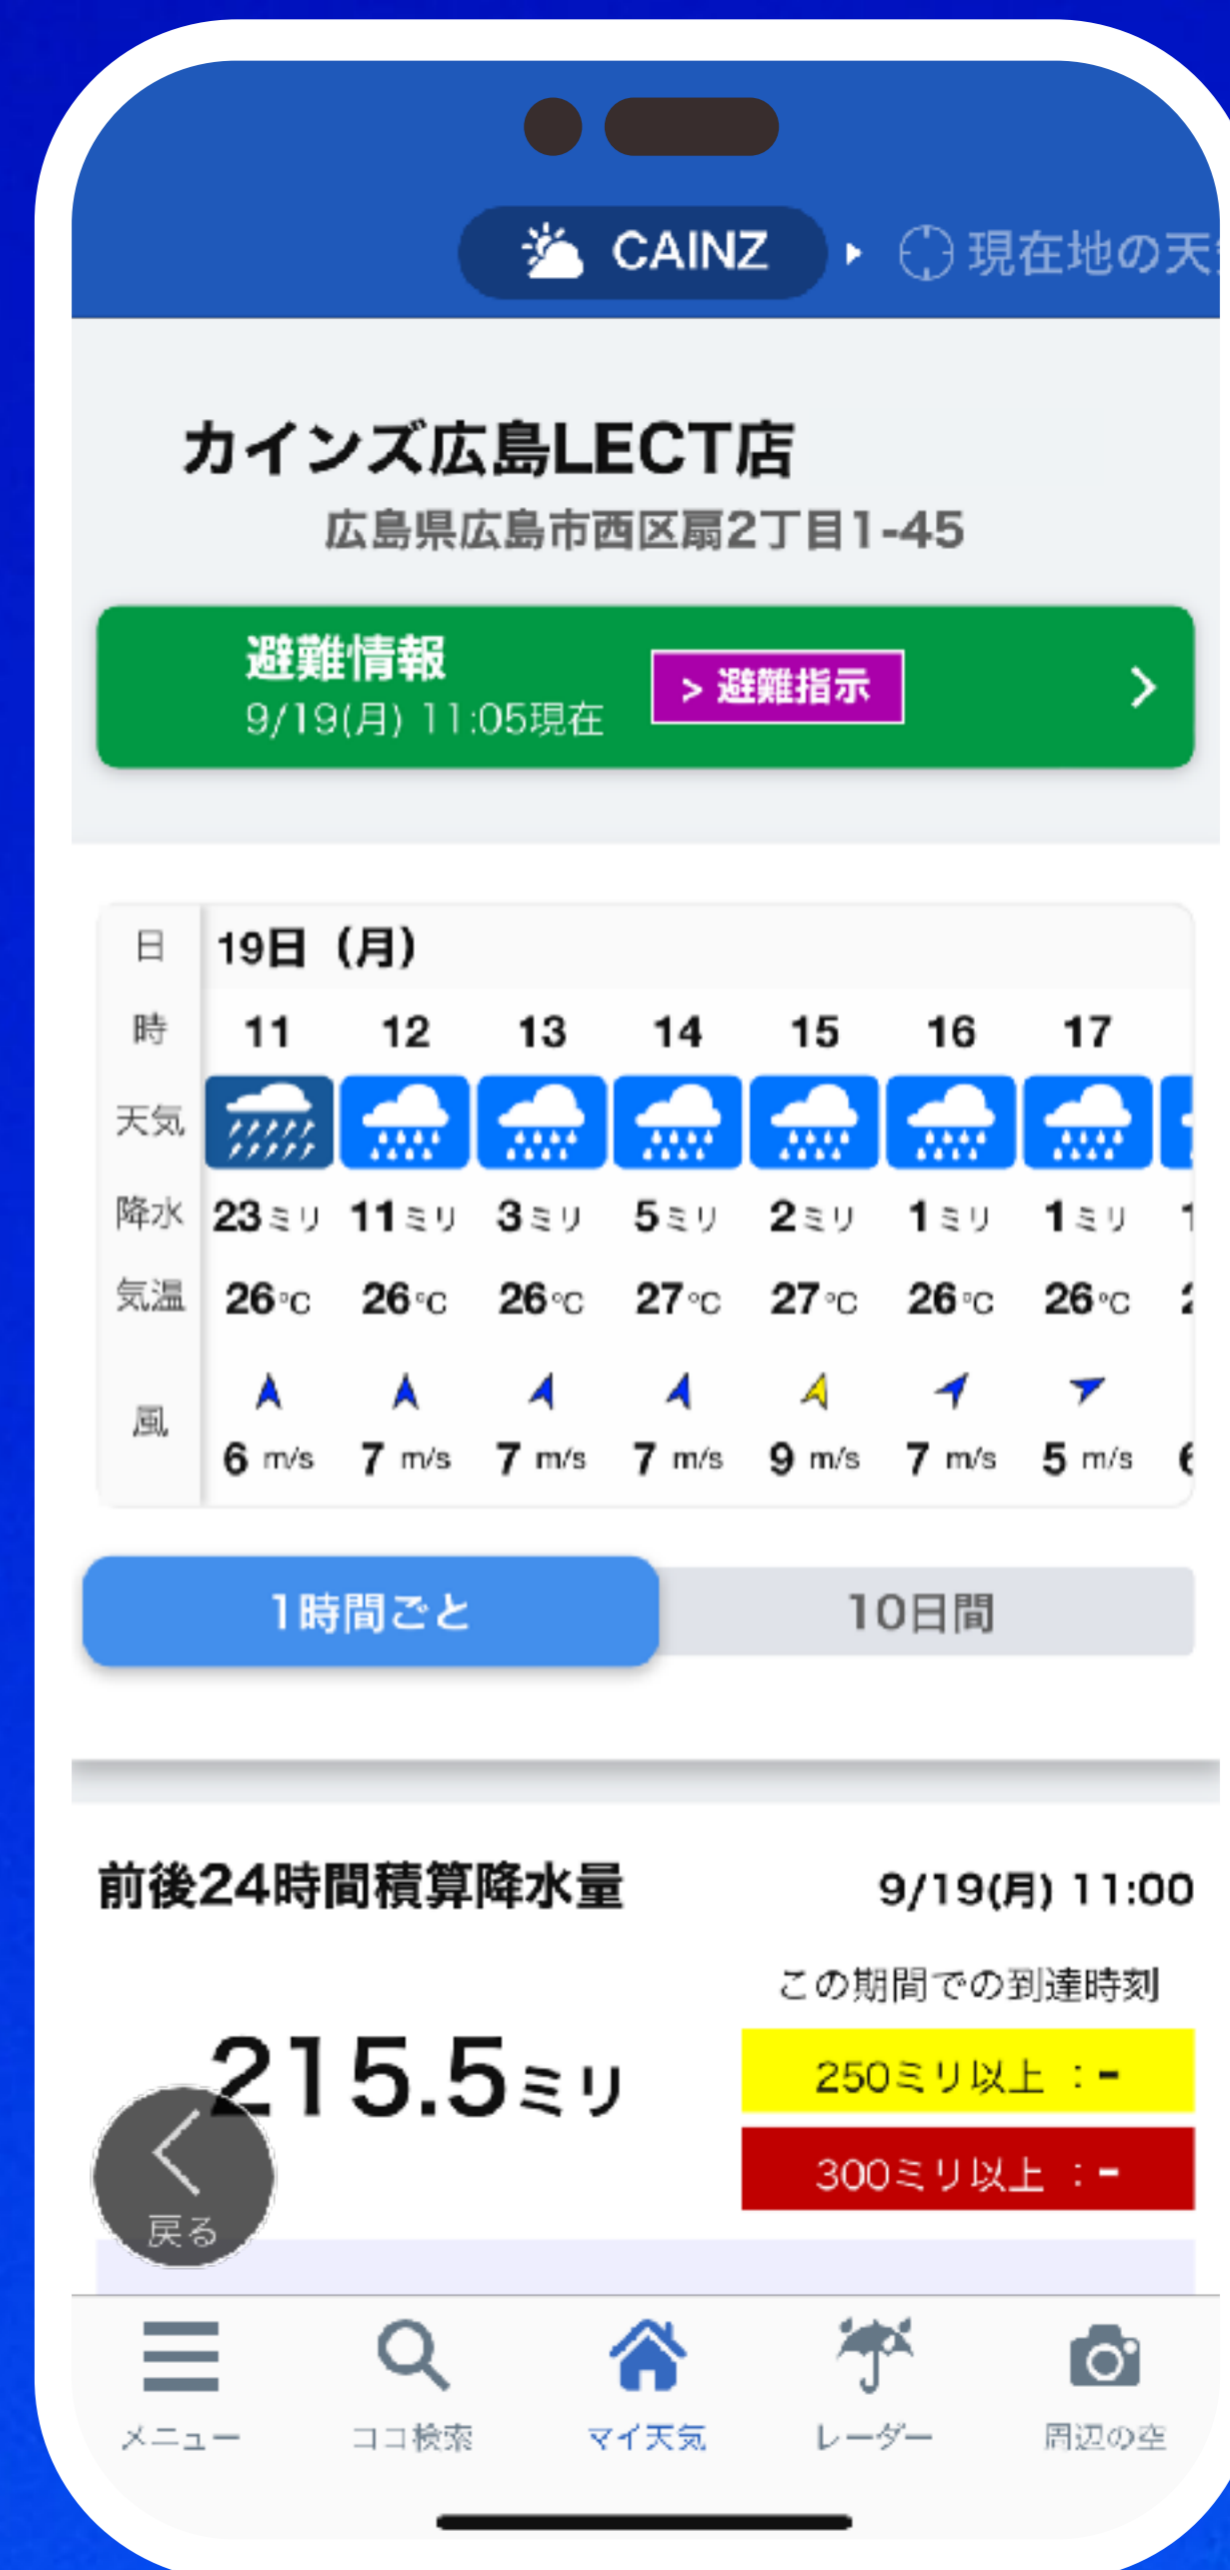 CAINZ
現在地の天
カインズ広島LECT店
広島県広島市西区扇2丁目1-45
避難情報
9/19(月) 11:05現在
> 避難指示
日 19日 (月)
時 11 12 13 14 15 16 17
天気
降水 23ミリ 11ミリ 3ミリ 5ミリ 2ミリ 1ミリ 1ミリ
気温 26℃ 26℃ 26℃ 27℃ 27℃ 26℃ 26℃
風
6 m/s 7 m/s 7 m/s 7 m/s 9 m/s 7 m/s 5 m/s
1時間ごと 10日間
前後24時間積算降水量 9/19(月) 11:00
この期間での到達時刻
215.5ミリ
250ミリ以上 : -
300ミリ以上 : -
戻る
メニュー ココ検索 マイ天気 レーダー 周辺の空